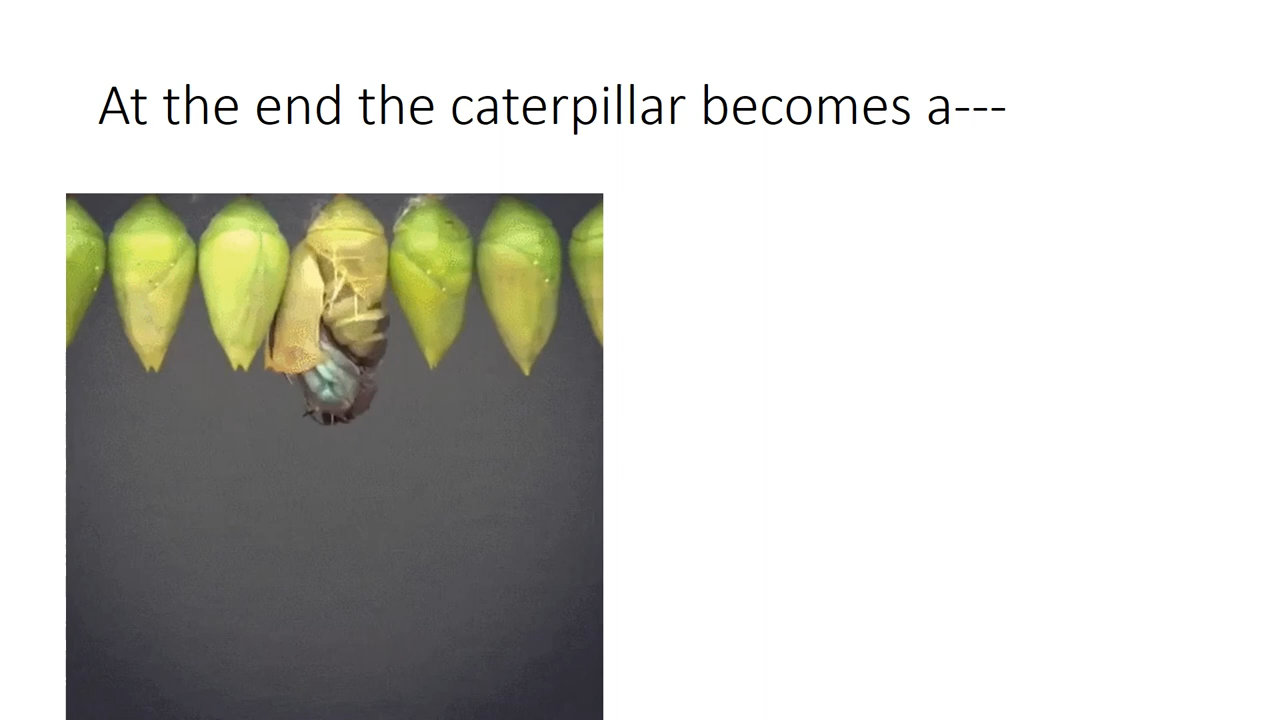 At the end the caterpillar becomes a---